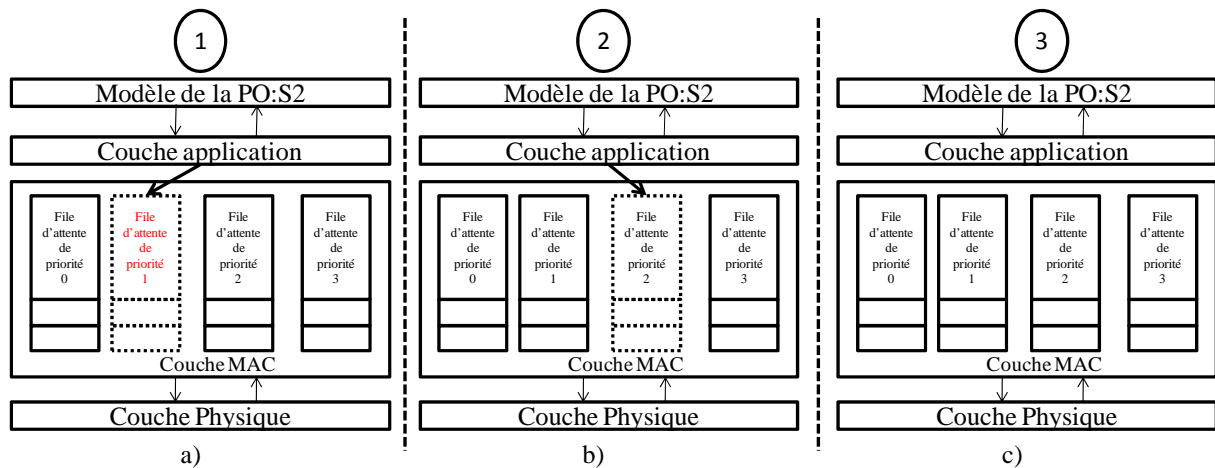 1
Modèle de la PO:S2
Couche application
File
d'attente
de
priorité
0
File
d'attente
de
priorité
1
File
d'attente
de
priorité
2
File
d'attente
de
priorité
3
Couche MAC
Couche Physique
a)
2
Modèle de la PO:S2
Couche application
File
d'attente
de
priorité
0
File
d'attente
de
priorité
1
File
d'attente
de
priorité
2
File
d'attente
de
priorité
3
Couche MAC
Couche Physique
b)
3
Modèle de la PO:S2
Couche application
File
d'attente
de
priorité
0
File
d'attente
de
priorité
1
File
d'attente
de
priorité
2
File
d'attente
de
priorité
3
Couche MAC
Couche Physique
c)